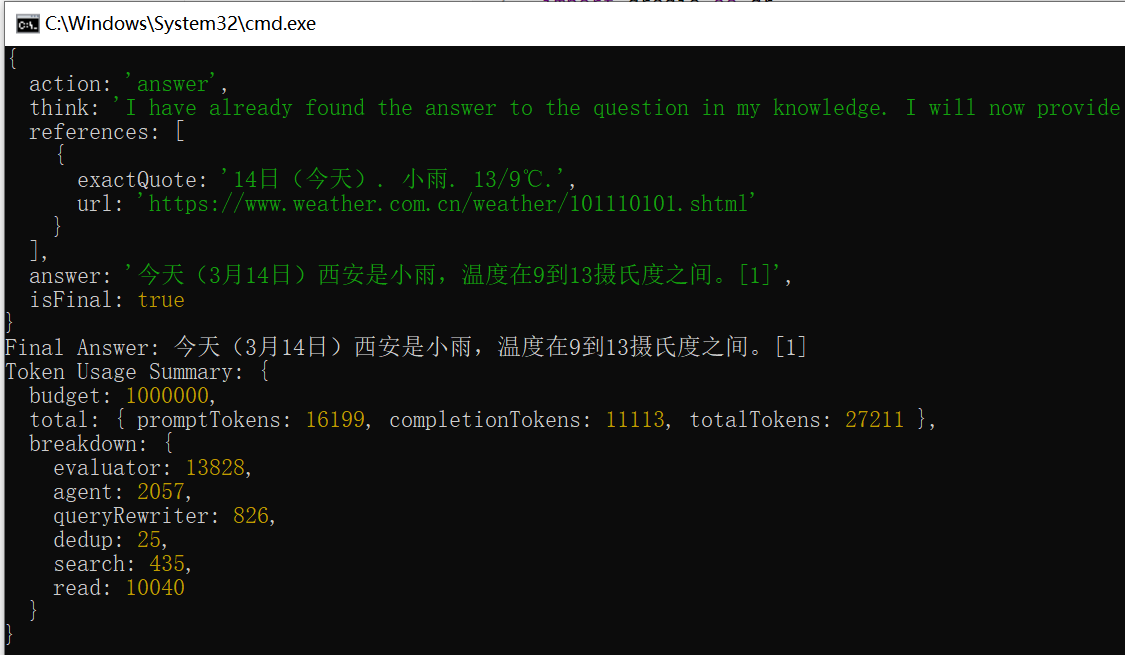 C:\Windows\System32\cmd.exe
{
  action: 'answer',
  think: 'I have already found the answer to the question in my knowledge. I will now provide
  references: [
    {
      exactQuote: '14日（今天）. 小雨. 13/9℃.',
      url: 'https://www.weather.com.cn/weather/101110101.shtml'
    }
  ],
  answer: '今天（3月14日）西安是小雨，温度在9到13摄氏度之间。[1]',
  isFinal: true
}
Final Answer: 今天（3月14日）西安是小雨，温度在9到13摄氏度之间。[1]
Token Usage Summary: {
  budget: 1000000,
  total: { promptTokens: 16199, completionTokens: 11113, totalTokens: 27211 },
  breakdown: {
    evaluator: 13828,
    agent: 2057,
    queryRewriter: 826,
    dedup: 25,
    search: 435,
    read: 10040
  }
}